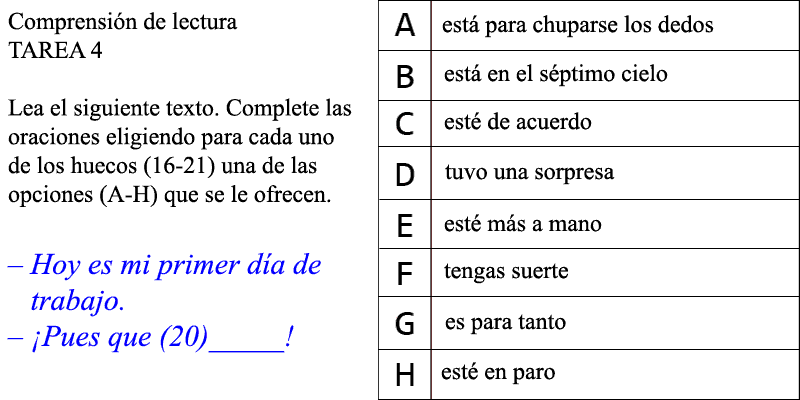 Comprensión de lectura
TAREA 4
Lea el siguiente texto. Complete las
oraciones eligiendo para cada uno
de los huecos (16-21) una de las
opciones (A-H) que se le ofrecen.
– Hoy es mi primer día de
trabajo.
– ¡Pues que (20)_____!
A está para chuparse los dedos
B está en el séptimo cielo
C esté de acuerdo
D tuvo una sorpresa
E esté más a mano
F tengas suerte
G es para tanto
H esté en paro